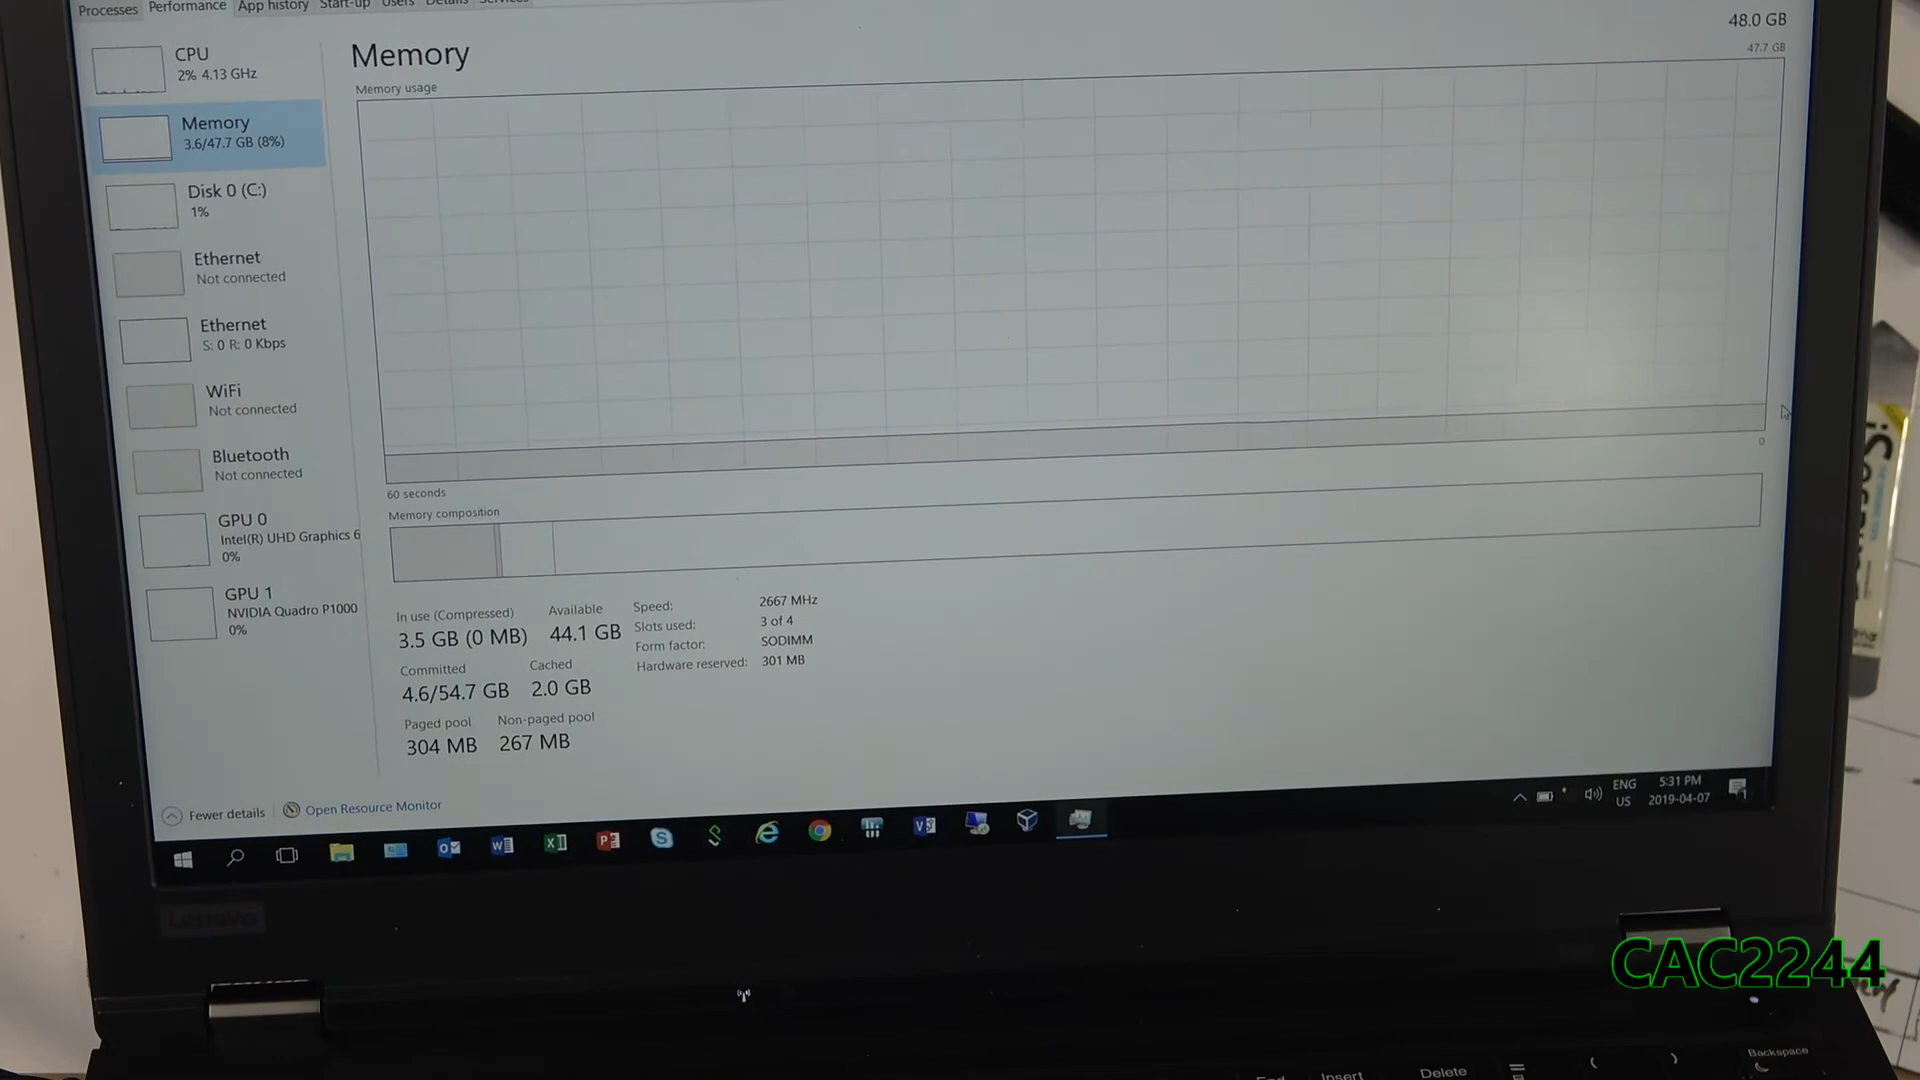 Processes
Performance
App history
Start-up
Users
Details
Services
CPU
2% 4.13 GHz
Memory
3.6/47.7 GB (8%)
Disk 0 (C:)
1%
Ethernet
Not connected
Ethernet
S: 0 R: 0 Kbps
WiFi
Not connected
Bluetooth
Not connected
GPU 0
Intel(R) UHD Graphics 6
0%
GPU 1
NVIDIA Quadro P1000
0%
Memory
48.0 GB
Memory usage
47.7 GB
60 seconds
0
Memory composition
In use (Compressed)
3.5 GB (0 MB)
Available
44.1 GB
Committed
4.6/54.7 GB
Cached
2.0 GB
Paged pool
304 MB
Non-paged pool
267 MB
Speed: 2667 MHz
Slots used: 3 of 4
Form factor: SODIMM
Hardware reserved: 301 MB
Fewer details
Open Resource Monitor
ENG
US
5:31 PM
2019-04-07
Lenovo
CAC2244
End
Insert
Delete
( )
Backspace